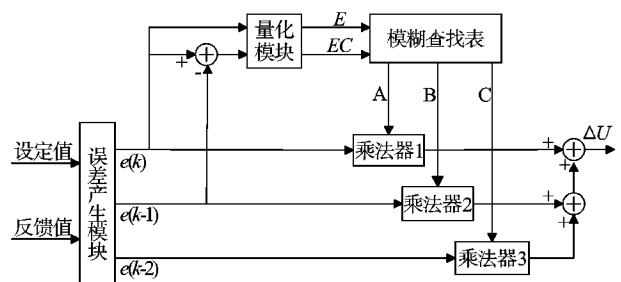 量化
模块
E
EC
模糊查找表
+
-
A
B
C
设定值
反馈值
误差产生模块
e(k)
e(k-1)
e(k-2)
乘法器1
乘法器2
乘法器3
+
+
ΔU
+
+